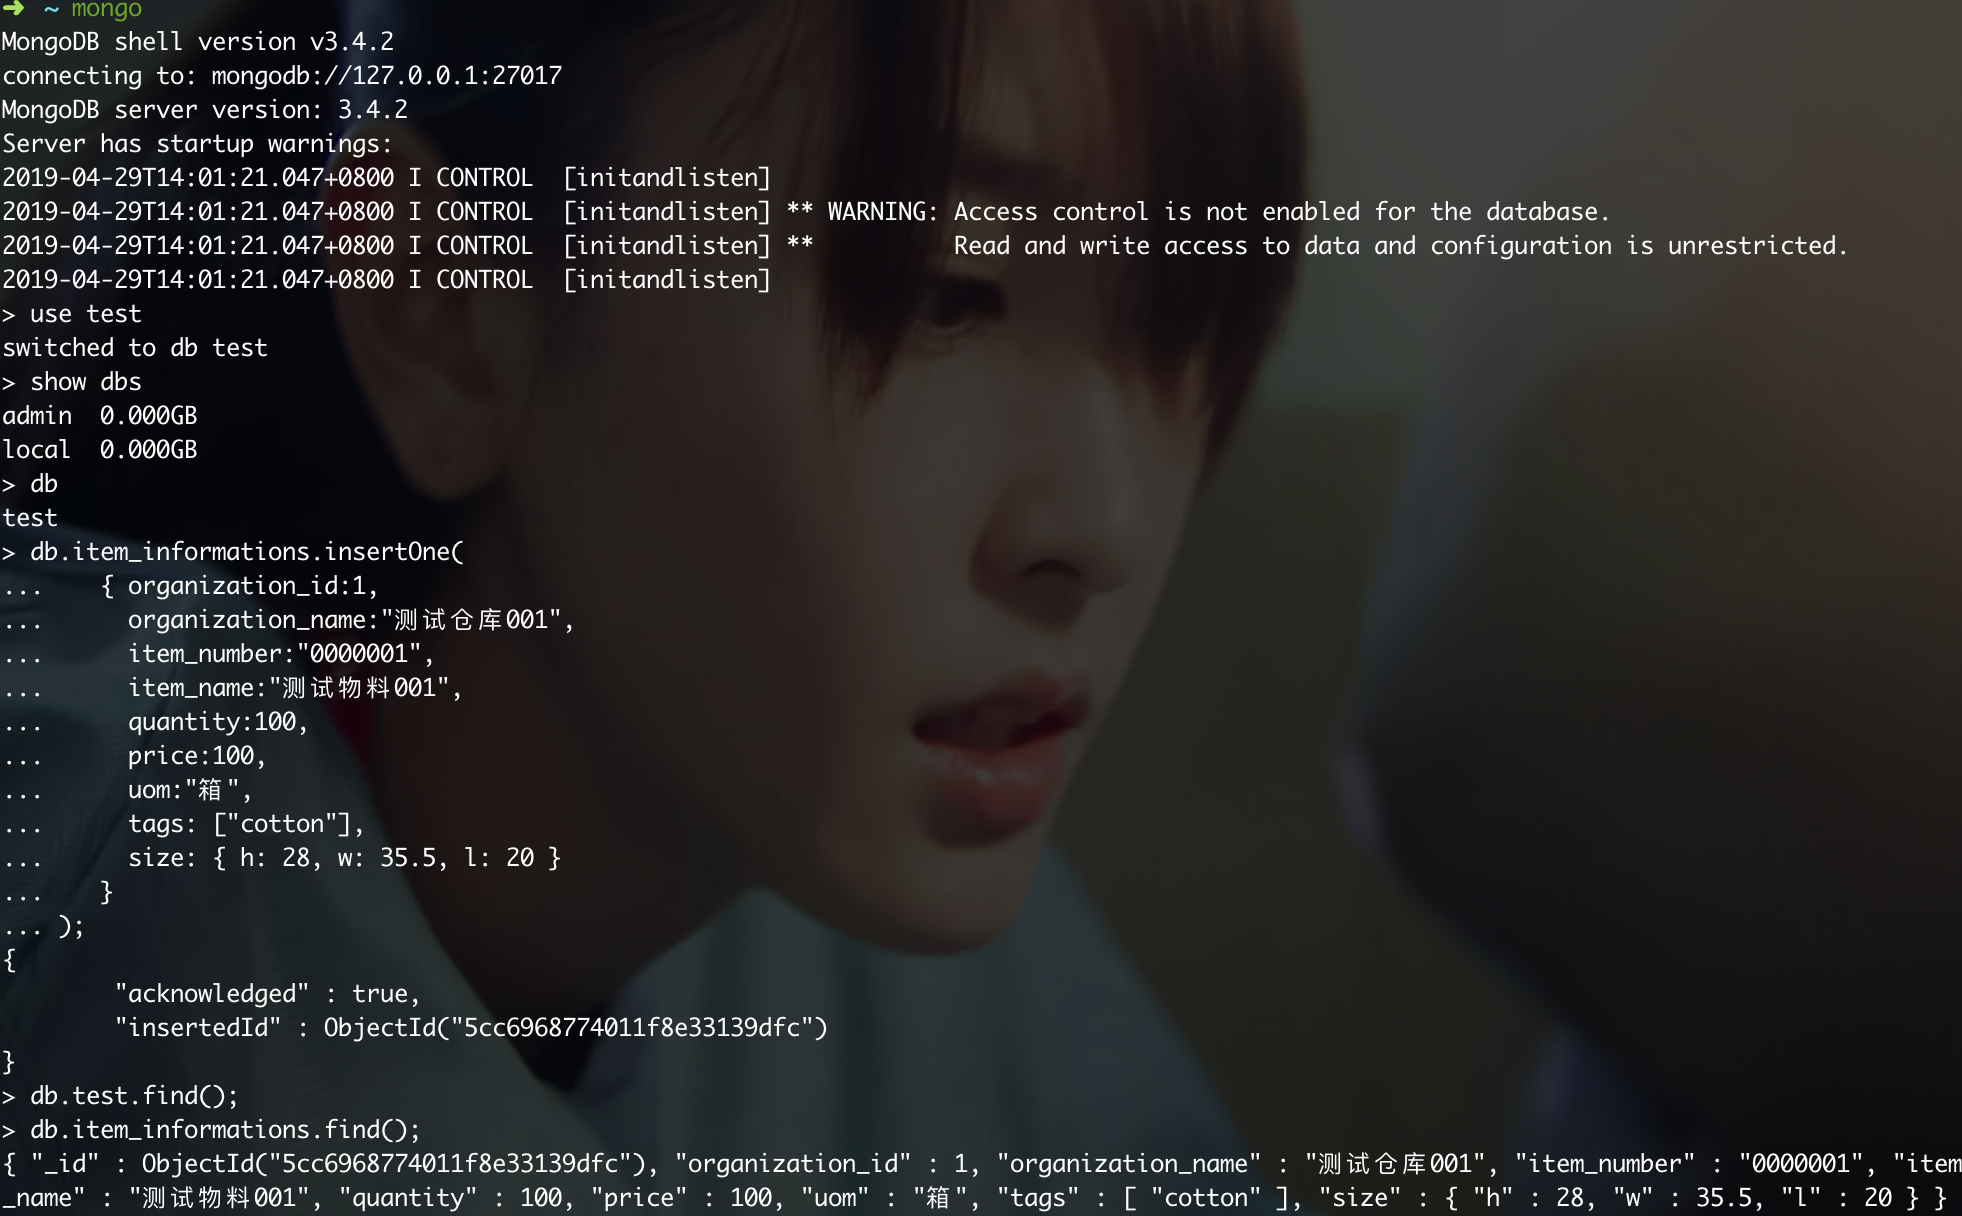 ➜ ~ mongo
MongoDB shell version v3.4.2
connecting to: mongodb://127.0.0.1:27017
MongoDB server version: 3.4.2
Server has startup warnings:
2019-04-29T14:01:21.047+0800 I CONTROL  [initandlisten]
2019-04-29T14:01:21.047+0800 I CONTROL  [initandlisten] ** WARNING: Access control is not enabled for the database.
2019-04-29T14:01:21.047+0800 I CONTROL  [initandlisten] **          Read and write access to data and configuration is unrestricted.
2019-04-29T14:01:21.047+0800 I CONTROL  [initandlisten]
> use test
switched to db test
> show dbs
admin  0.000GB
local  0.000GB
> db
test
> db.item_informations.insertOne(
...    { organization_id:1,
...      organization_name:"测试仓库001",
...      item_number:"0000001",
...      item_name:"测试物料001",
...      quantity:100,
...      price:100,
...      uom:"箱",
...      tags: ["cotton"],
...      size: { h: 28, w: 35.5, l: 20 }
...    }
... );
{
        "acknowledged" : true,
        "insertedId" : ObjectId("5cc6968774011f8e33139dfc")
}
> db.test.find();
> db.item_informations.find();
{ "_id" : ObjectId("5cc6968774011f8e33139dfc"), "organization_id" : 1, "organization_name" : "测试仓库001", "item_number" : "0000001", "item
_name" : "测试物料001", "quantity" : 100, "price" : 100, "uom" : "箱", "tags" : [ "cotton" ], "size" : { "h" : 28, "w" : 35.5, "l" : 20 } }